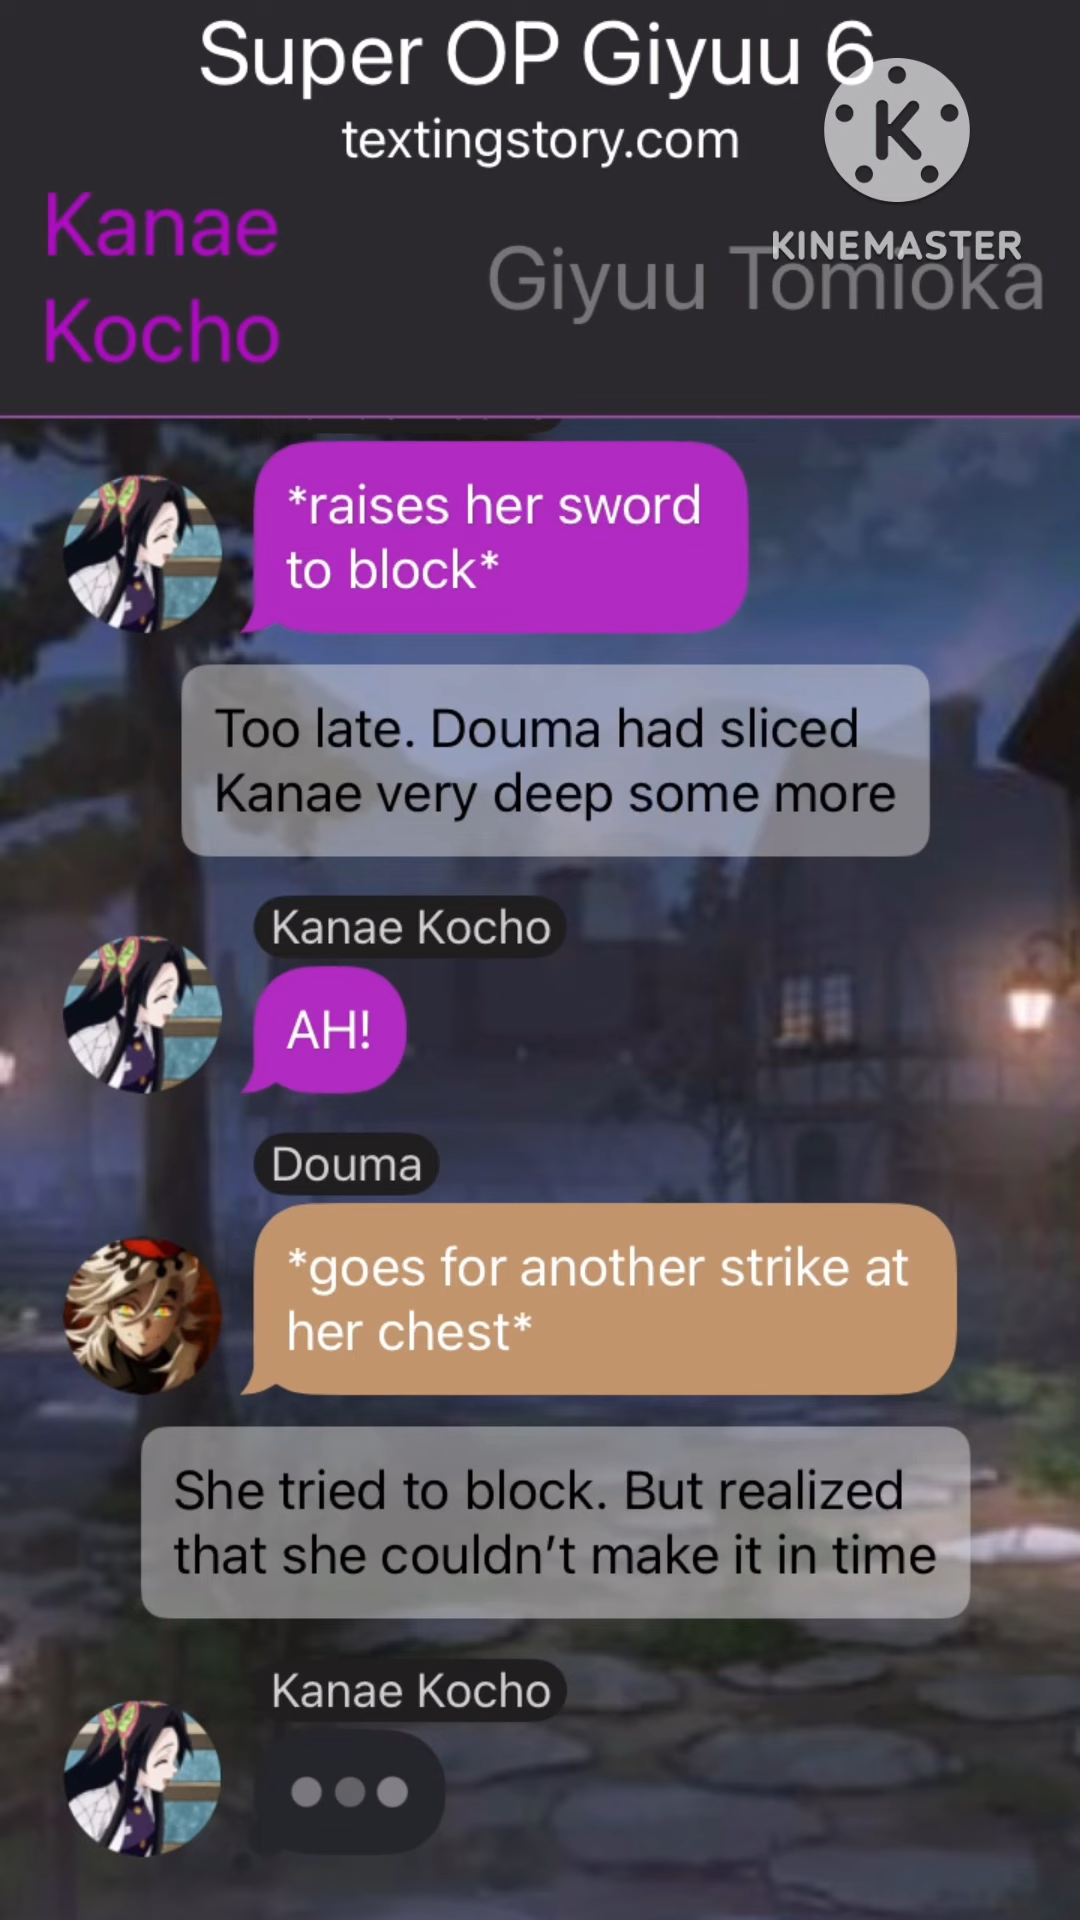 Super OP Giyuu 6
textingstory.com
K
KINEMASTER
Kanae
Kocho
Giyuu Tomioka
*raises her sword
to block*
Too late. Douma had sliced
Kanae very deep some more
Kanae Kocho
AH!
Douma
*goes for another strike at
her chest*
She tried to block. But realized
that she couldn’t make it in time
Kanae Kocho